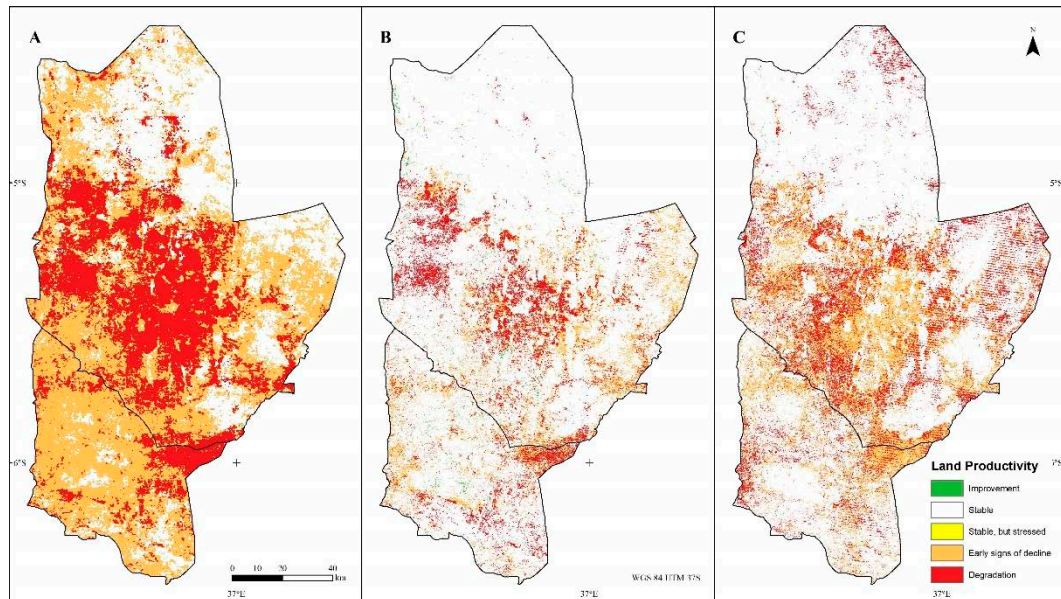 A
B
C
N
5°S
5°S
6°S
7°S
Land Productivity
Improvement
Stable
Stable, but stressed
Early signs of decline
Degradation
0 10 20 40
km
WGS 84 UTM 37S
37°E
37°E
37°E